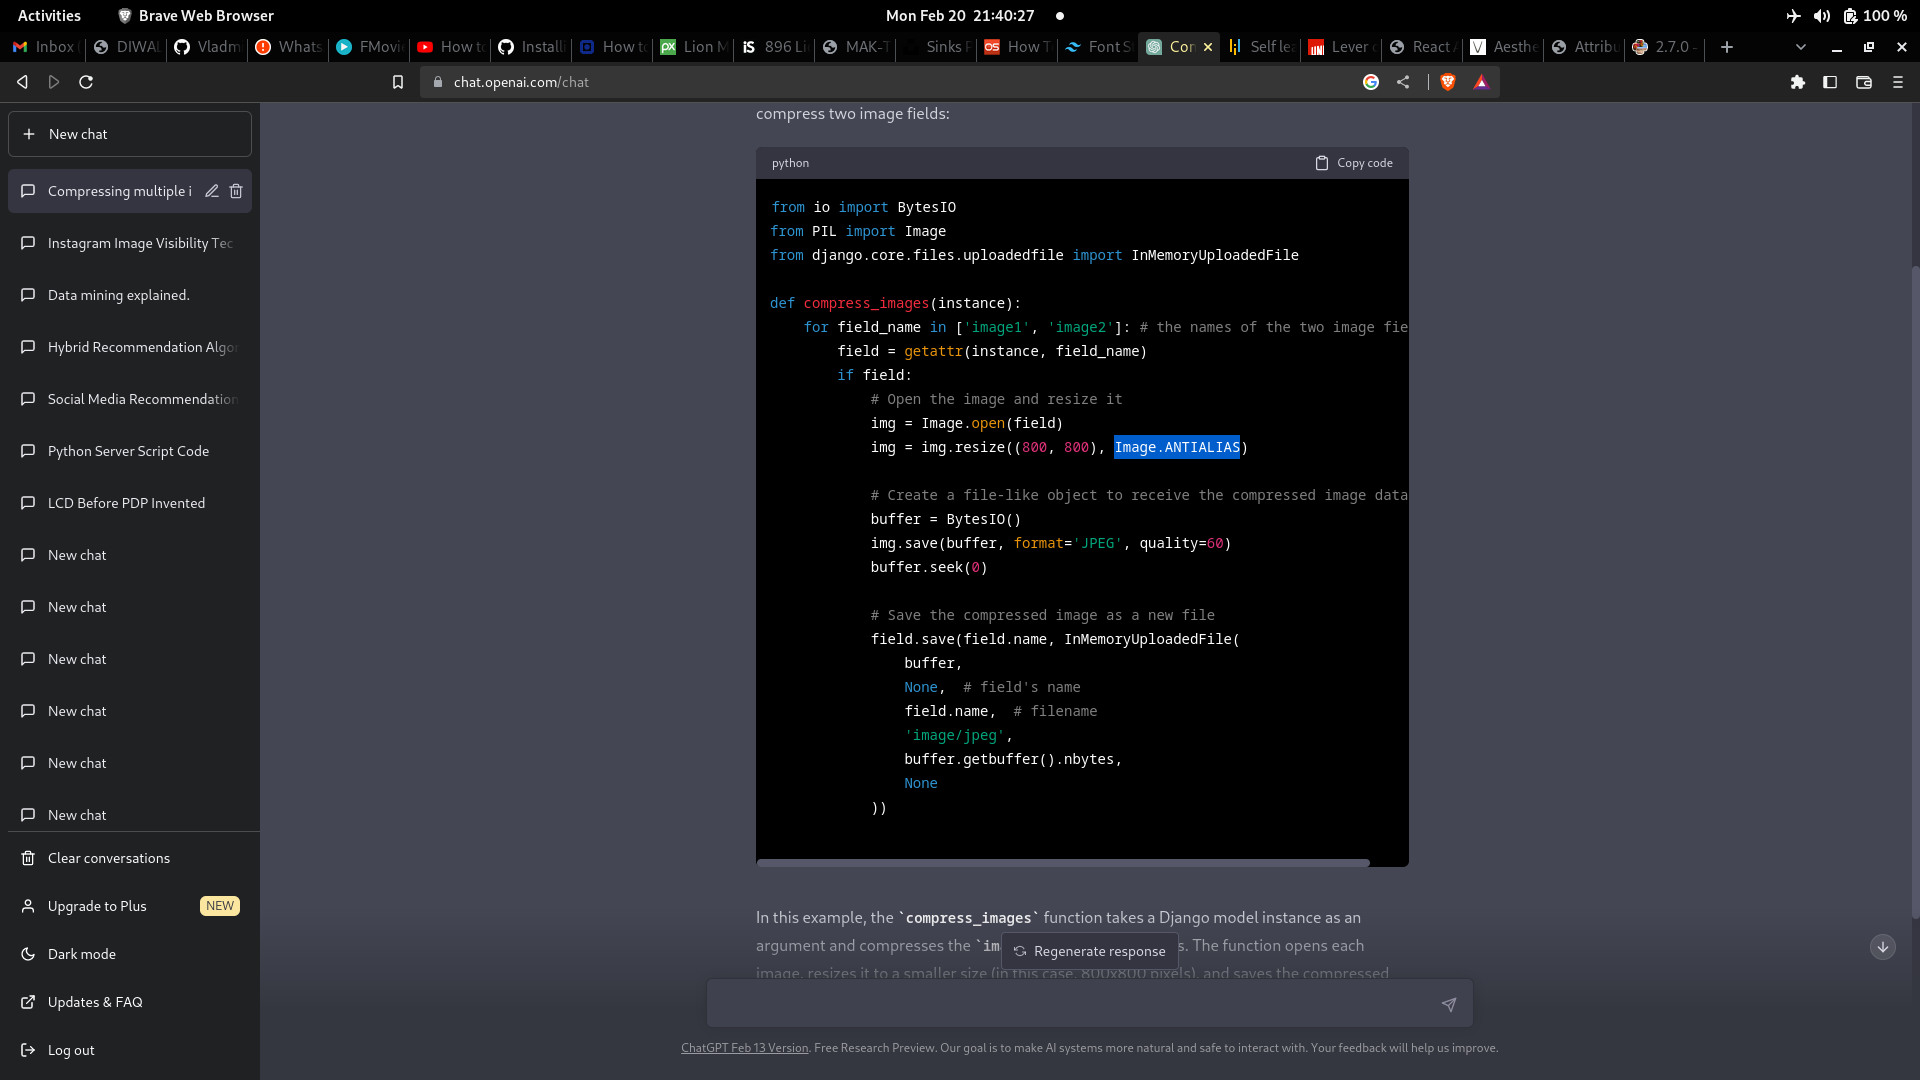 Activities
Brave Web Browser
Mon Feb 20 21:40:27
100 %
Inbox
DIWAL
Vladm
Whats
FMovie
How to
Installi
How to
Lion M
896 Li
MAK-T
Sinks F
How T
Font S
Con
Self lea
Lever
React
Aesthe
Attribu
2.7.0 -
chat.openai.com/chat
New chat
Compressing multiple i
Instagram Image Visibility Tec
Data mining explained.
Hybrid Recommendation Algor
Social Media Recommendation
Python Server Script Code
LCD Before PDP Invented
New chat
New chat
New chat
New chat
New chat
New chat
Clear conversations
Upgrade to Plus
NEW
Dark mode
Updates & FAQ
Log out
compress two image fields:
python
Copy code
from io import BytesIO
from PIL import Image
from django.core.files.uploadedfile import InMemoryUploadedFile
def compress_images(instance):
for field_name in ['image1', 'image2']: # the names of the two image fie
field = getattr(instance, field_name)
if field:
# Open the image and resize it
img = Image.open(field)
img = img.resize((800, 800), Image.ANTIALIAS)
# Create a file-like object to receive the compressed image data
buffer = BytesIO()
img.save(buffer, format='JPEG', quality=60)
buffer.seek(0)
# Save the compressed image as a new file
field.save(field.name, InMemoryUploadedFile(
buffer,
None,  # field's name
field.name,  # filename
'image/jpeg',
buffer.getbuffer().nbytes,
None
))
In this example, the `compress_images` function takes a Django model instance as an
argument and compresses the `im
s. The function opens each
image, resizes it to a smaller size (in this case, 800x800 pixels), and saves the compressed
Regenerate response
ChatGPT Feb 13 Version. Free Research Preview. Our goal is to make AI systems more natural and safe to interact with. Your feedback will help us improve.